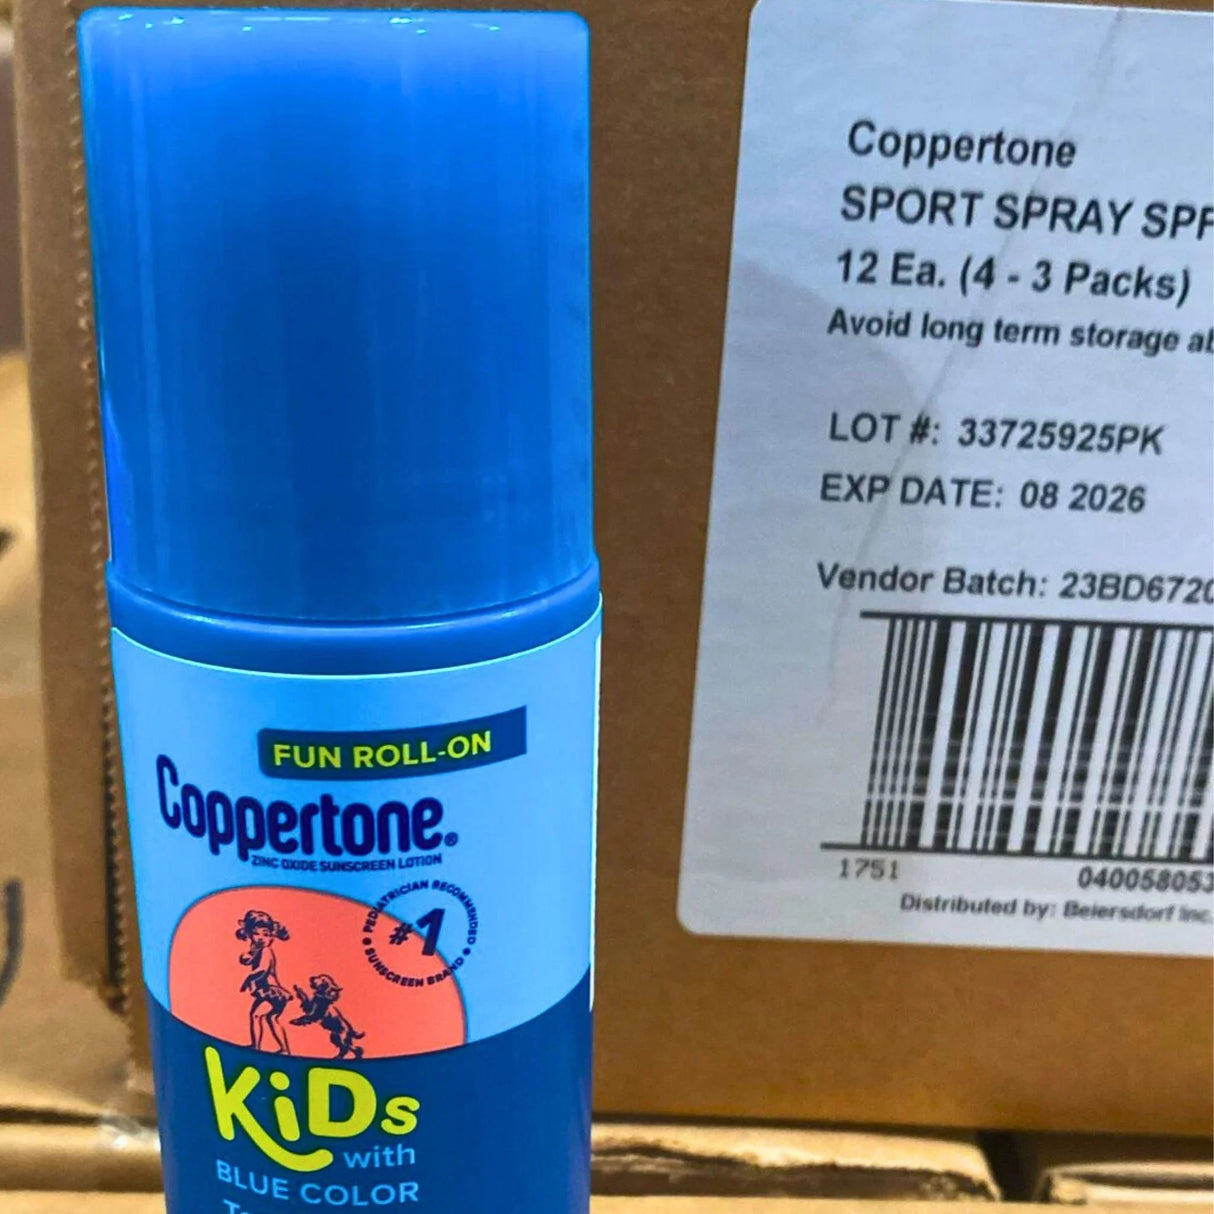 FUN ROLL-ON
Coppertone®
ZINC OXIDE SUNSCREEN LOTION
PEDIATRICIAN RECOMMENDED
#1
SUNSCREEN BRAND
KiDs
with
BLUE COLOR
Coppertone
SPORT SPRAY SPF
12 Ea. (4 - 3 Packs)
Avoid long term storage
LOT #: 33725925PK
EXP DATE: 08 2026
Vendor Batch: 23BD672
1751
040058053
Distributed by: Beiersdorf Inc.